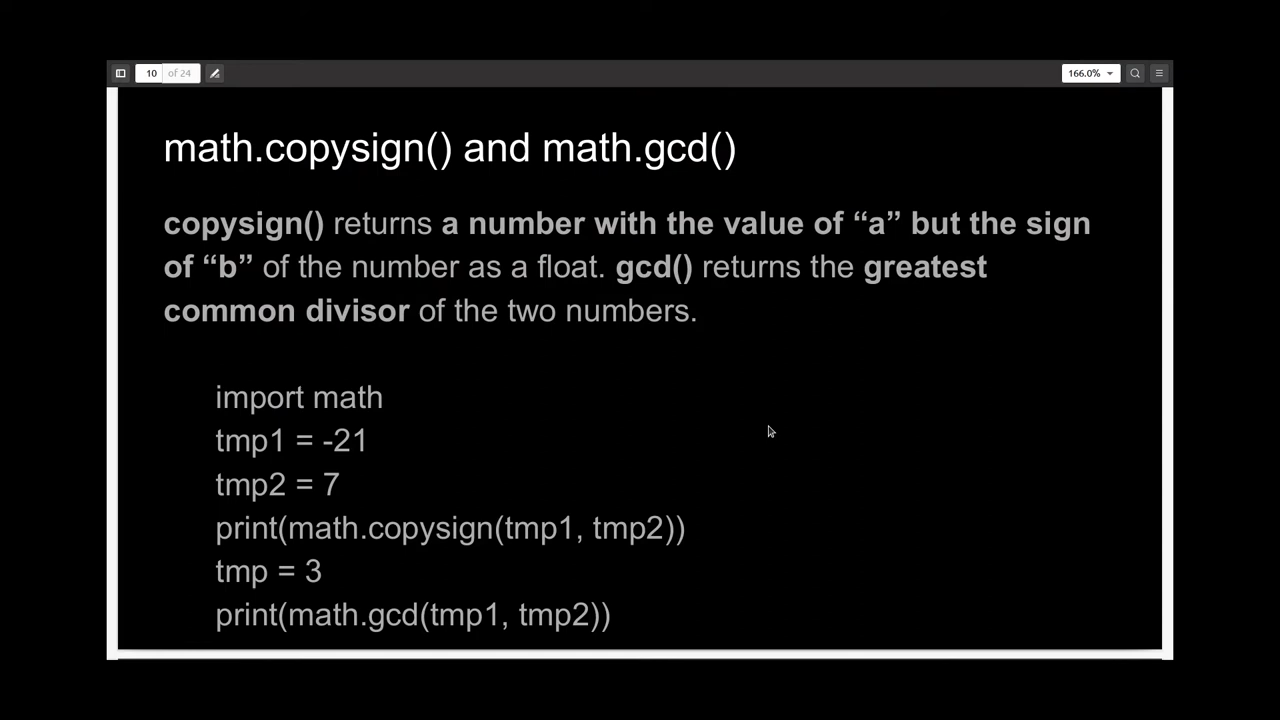 10 of 24
166.0%
math.copysign() and math.gcd()
copysign() returns a number with the value of “a” but the sign
of “b” of the number as a float. gcd() returns the greatest
common divisor of the two numbers.
import math
tmp1 = -21
tmp2 = 7
print(math.copysign(tmp1, tmp2))
tmp = 3
print(math.gcd(tmp1, tmp2))